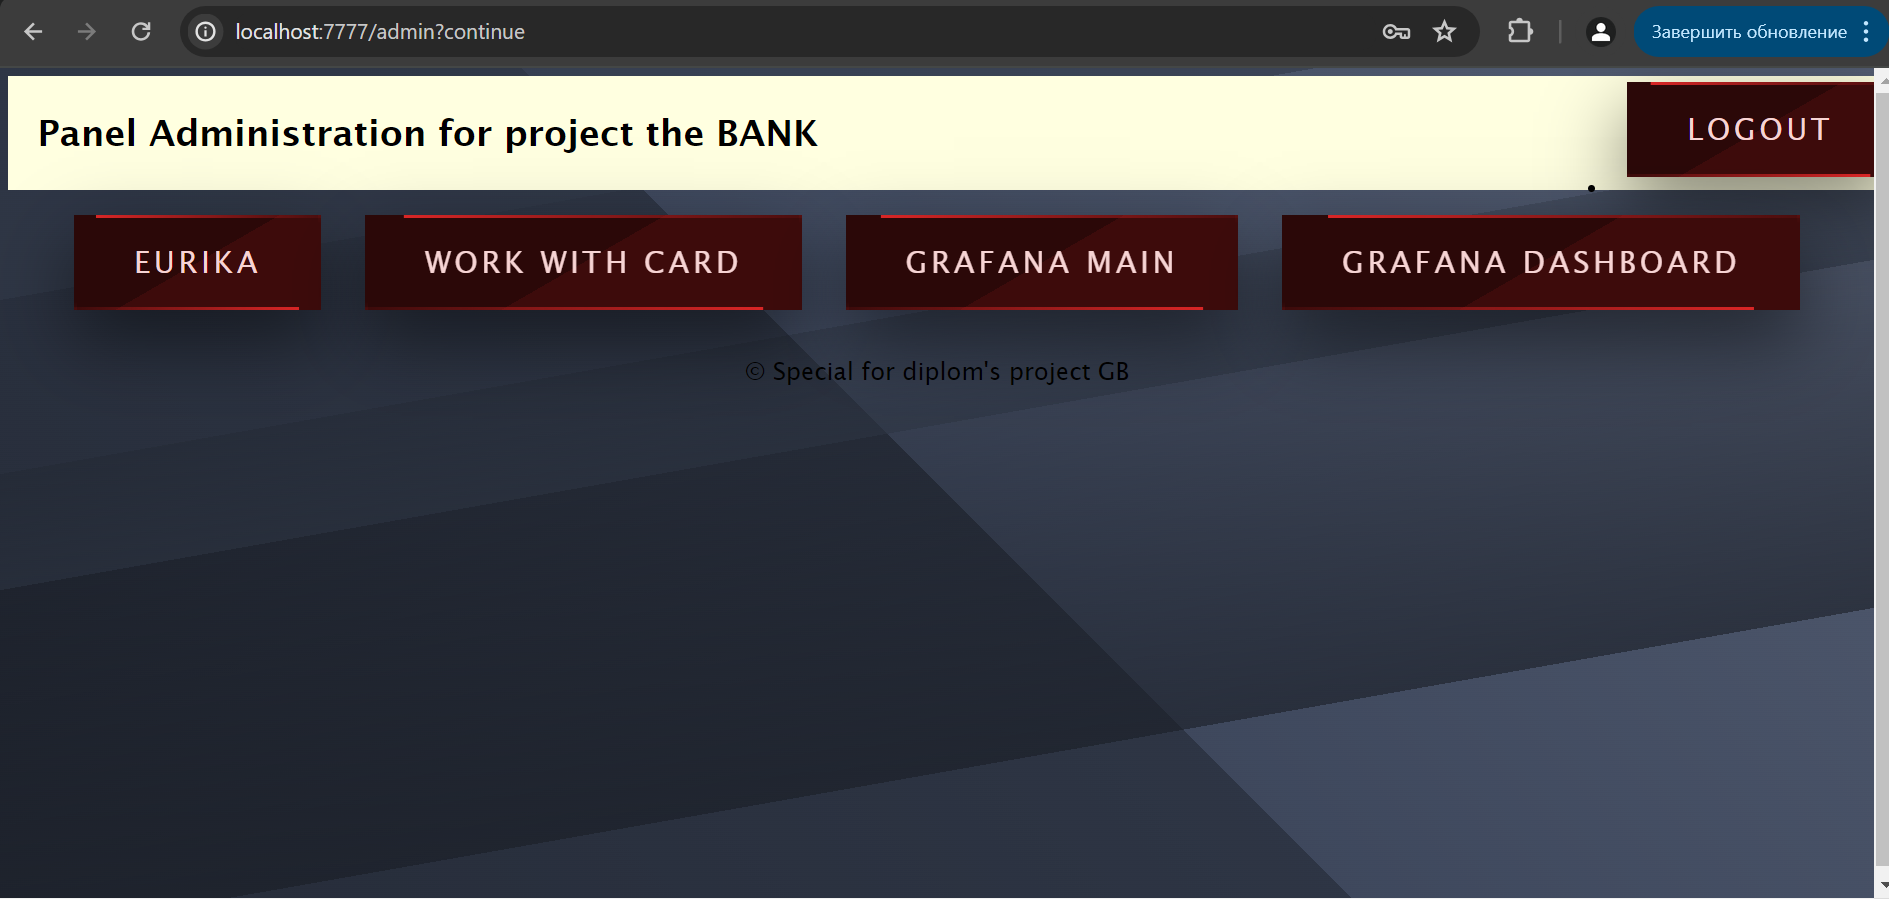 localhost:7777/admin?continue
Завершить обновление
Panel Administration for project the BANK
LOGOUT
EURIKA
WORK WITH CARD
GRAFANA MAIN
GRAFANA DASHBOARD
© Special for diplom's project GB